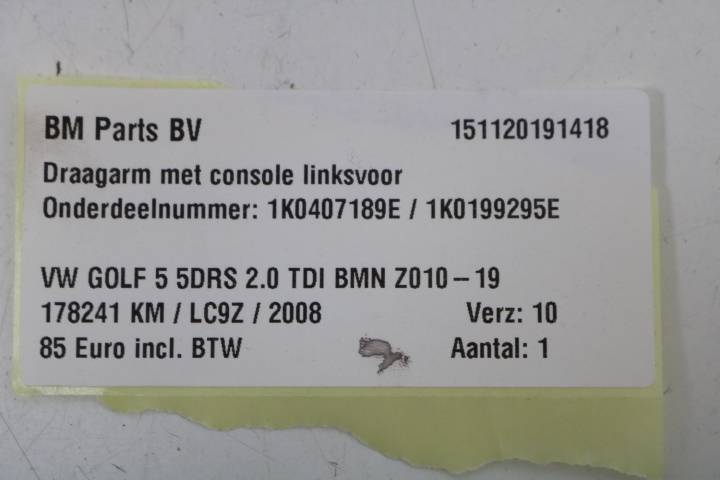 BM Parts BV 151120191418
Draagarm met console linksvoor
Onderdeelnummer: 1K0407189E / 1K0199295E
VW GOLF 5 5DRS 2.0 TDI BMN Z010 – 19
178241 KM / LC9Z / 2008 Verz: 10
85 Euro incl. BTW Aantal: 1